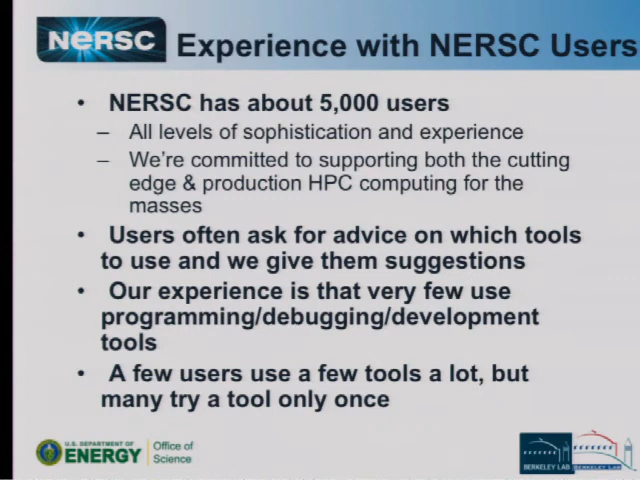 NERSC
Experience with NERSC Users
• NERSC has about 5,000 users
– All levels of sophistication and experience
– We're committed to supporting both the cutting
edge & production HPC computing for the
masses
• Users often ask for advice on which tools
to use and we give them suggestions
• Our experience is that very few use
programming/debugging/development
tools
• A few users use a few tools a lot, but
many try a tool only once
U.S. DEPARTMENT OF
ENERGY
Office of
Science
BERKELEY LAB
BERKELEY LAB